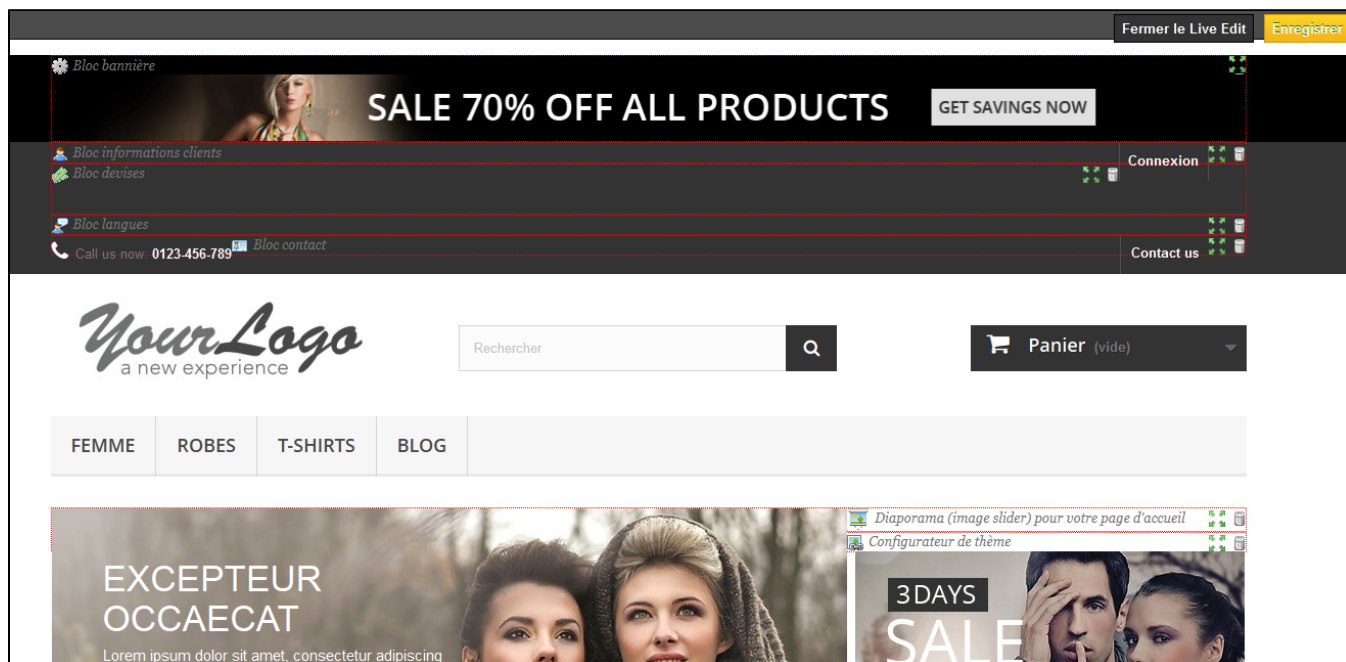 Fermer le Live Edit Enregistrer
Bloc bannière
SALE 70% OFF ALL PRODUCTS GET SAVINGS NOW
Bloc informations clients
Connexion
Bloc devises
Bloc langues
Call us now: 0123-456-789 Bloc contact Contact us
YourLogo
a new experience
Rechercher
Panier (vide)
FEMME ROBES T-SHIRTS BLOG
Diaporama (image slider) pour votre page d'accueil
Configurateur de thème
EXCEPTEUR
OCCAECAT
Lorem ipsum dolor sit amet, consectetur adipiscing
3DAYS
SALE